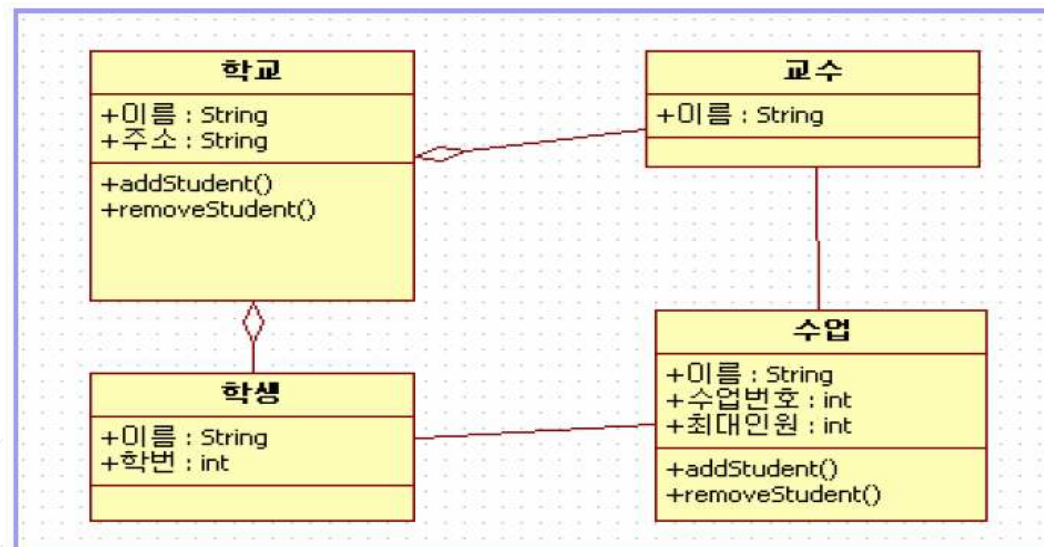 학교
+이름 : String
+주소 : String
+addStudent()
+removeStudent()
교수
+이름 : String
학생
+이름 : String
+학번 : int
수업
+이름 : String
+수업번호 : int
+최대인원 : int
+addStudent()
+removeStudent()